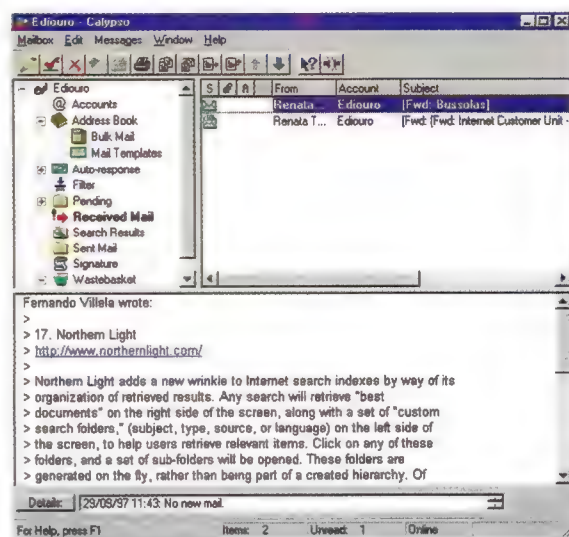 Ediouro - Calypso
Mailbox Edit Messages Window Help
S From Account Subject
Ediouro
Accounts
Address Book
Bulk Mail
Mail Templates
Auto-response
Filter
Pending
Received Mail
Search Results
Sent Mail
Signature
Wastebasket
Renata... Ediouro [Fwd: Bussolas]
Renata T... Ediouro [Fwd: [Fwd: Internet Customer Unit -
Fernando Villela wrote:
>
> 17. Northern Light
> http://www.northernlight.com/
>
> Northern Light adds a new wrinkle to Internet search indexes by way of its
> organization of retrieved results. Any search will retrieve "best
> documents" on the right side of the screen, along with a set of "custom
> search folders," (subject, type, source, or language) on the left side of
> the screen, to help users retrieve relevant items. Click on any of these
> folders, and a set of sub-folders will be opened. These folders are
> generated on the fly, rather than being part of a created hierarchy. Of
Details: 29/09/97 11:43: No new mail.
For Help, press F1 Items: 2 Unread: 1 Online